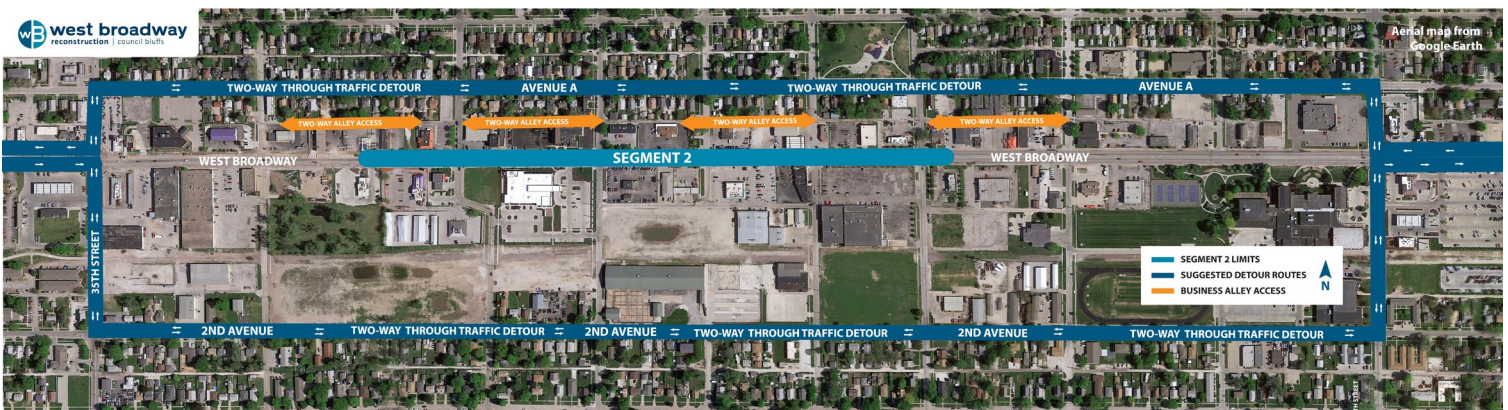 wB west broadway
reconstruction | council bluffs
Aerial map from
Google Earth
TWO-WAY THROUGH TRAFFIC DETOUR
AVENUE A
TWO-WAY THROUGH TRAFFIC DETOUR
AVENUE A
TWO-WAY ALLEY ACCESS
TWO-WAY ALLEY ACCESS
TWO-WAY ALLEY ACCESS
TWO-WAY ALLEY ACCESS
WEST BROADWAY
SEGMENT 2
WEST BROADWAY
35TH STREET
SEGMENT 2 LIMITS
SUGGESTED DETOUR ROUTES
BUSINESS ALLEY ACCESS
N
2ND AVENUE
TWO-WAY THROUGH TRAFFIC DETOUR
2ND AVENUE
TWO-WAY THROUGH TRAFFIC DETOUR
2ND AVENUE
TWO-WAY THROUGH TRAFFIC DETOUR
H STREET